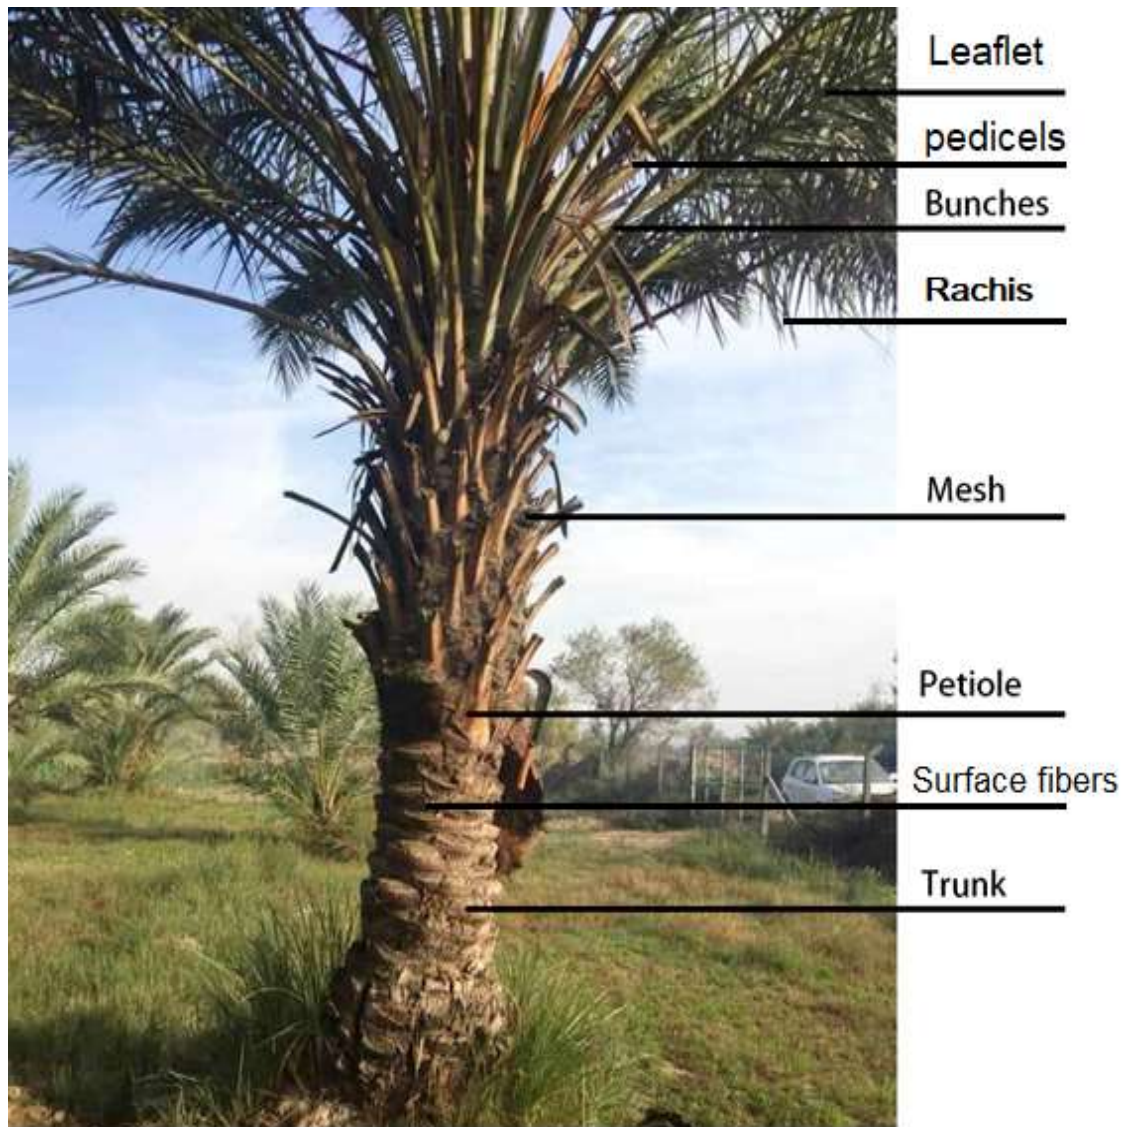 Leaflet
pedicels
Bunches
Rachis
Mesh
Petiole
Surface fibers
Trunk